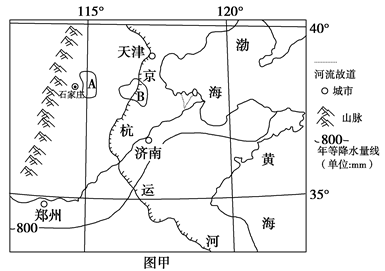 115°
120°
40°
天津
渤
海
京
A
石家庄
B
杭
济南
黄
海
运
河
35°
郑州
800
河流故道
城市
山脉
800
年等降水量线
(单位:mm)
图甲